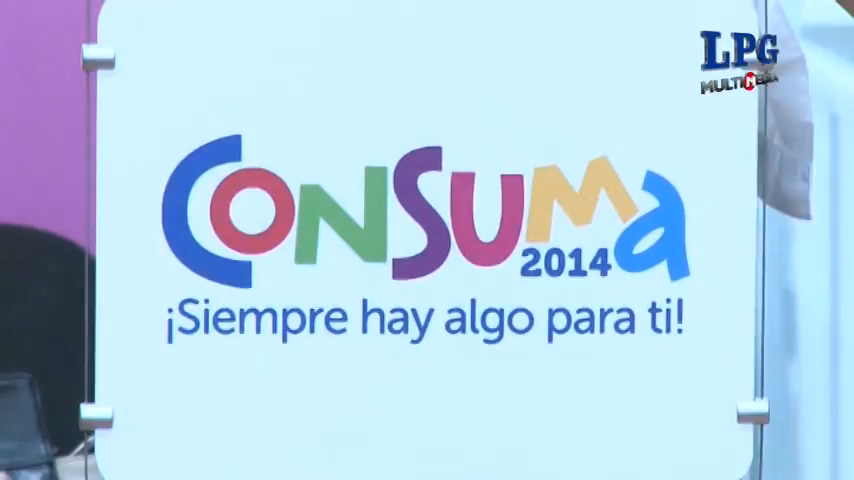 LPG
MULTIMEDIA
CONSUMa
2014
¡Siempre hay algo para ti!